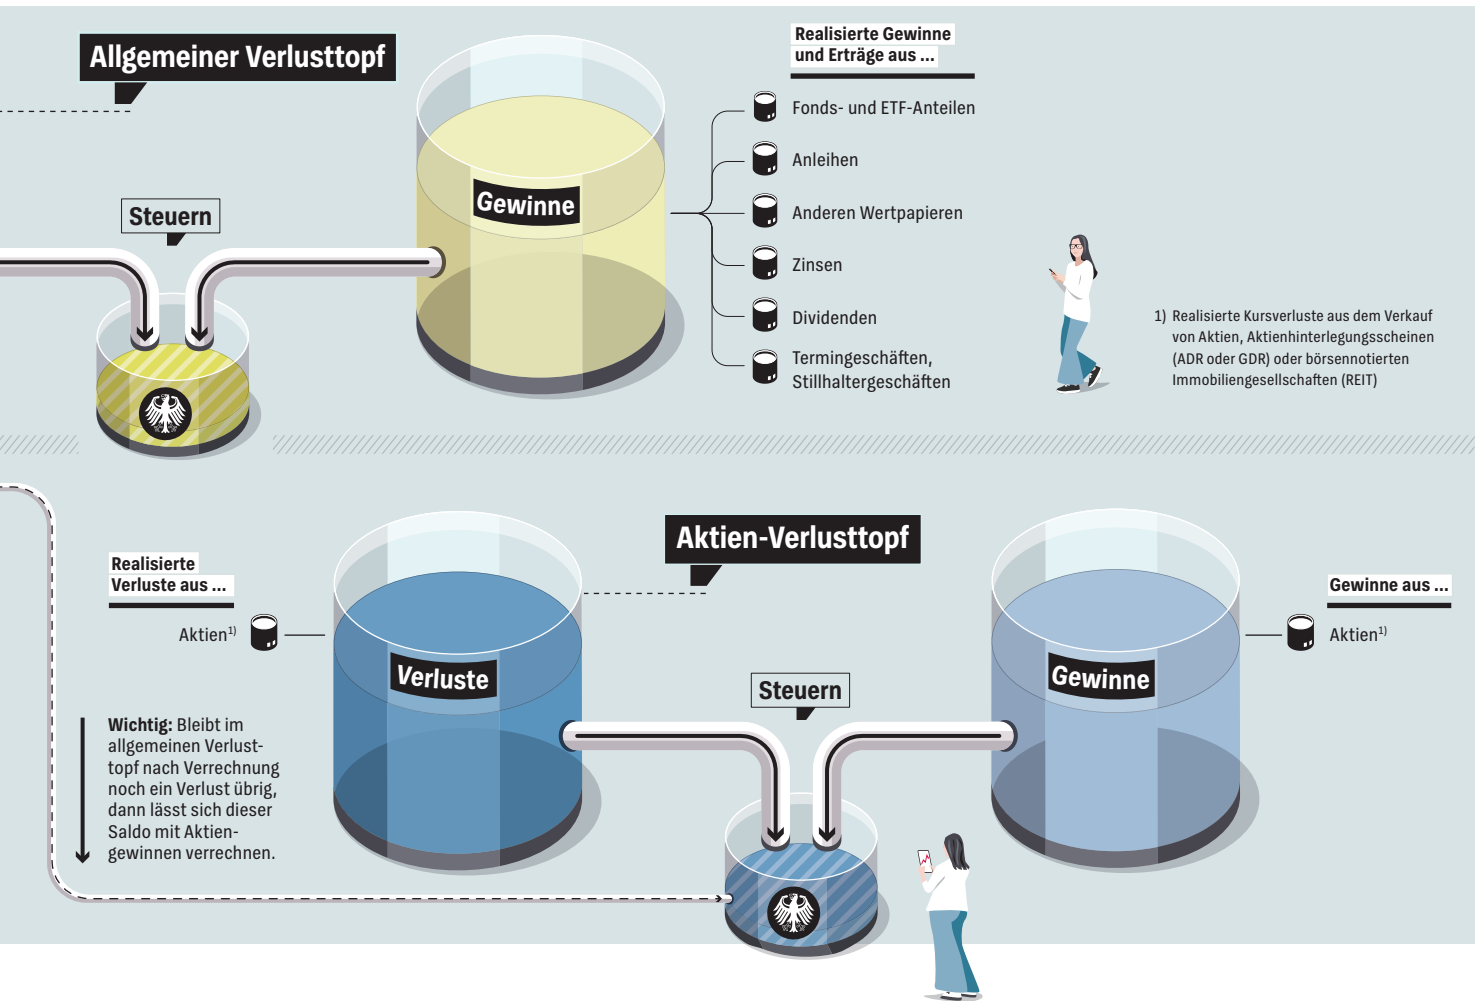 Allgemeiner Verlusttopf
Steuern
Gewinne
Realisierte Gewinne
und Erträge aus ...
Fonds- und ETF-Anteilen
Anleihen
Anderen Wertpapieren
Zinsen
Dividenden
Termingeschäften,
Stillhaltergeschäften
1) Realisierte Kursverluste aus dem Verkauf
von Aktien, Aktienhinterlegungsscheinen
(ADR oder GDR) oder börsennotierten
Immobiliengesellschaften (REIT)
Aktien-Verlusttopf
Realisierte
Verluste aus ...
Aktien1)
Verluste
Steuern
Gewinne
Gewinne aus ...
Aktien1)
Wichtig: Bleibt im
allgemeinen Verlust-
topf nach Verrechnung
noch ein Verlust übrig,
dann lässt sich dieser
Saldo mit Aktien-
gewinnen verrechnen.